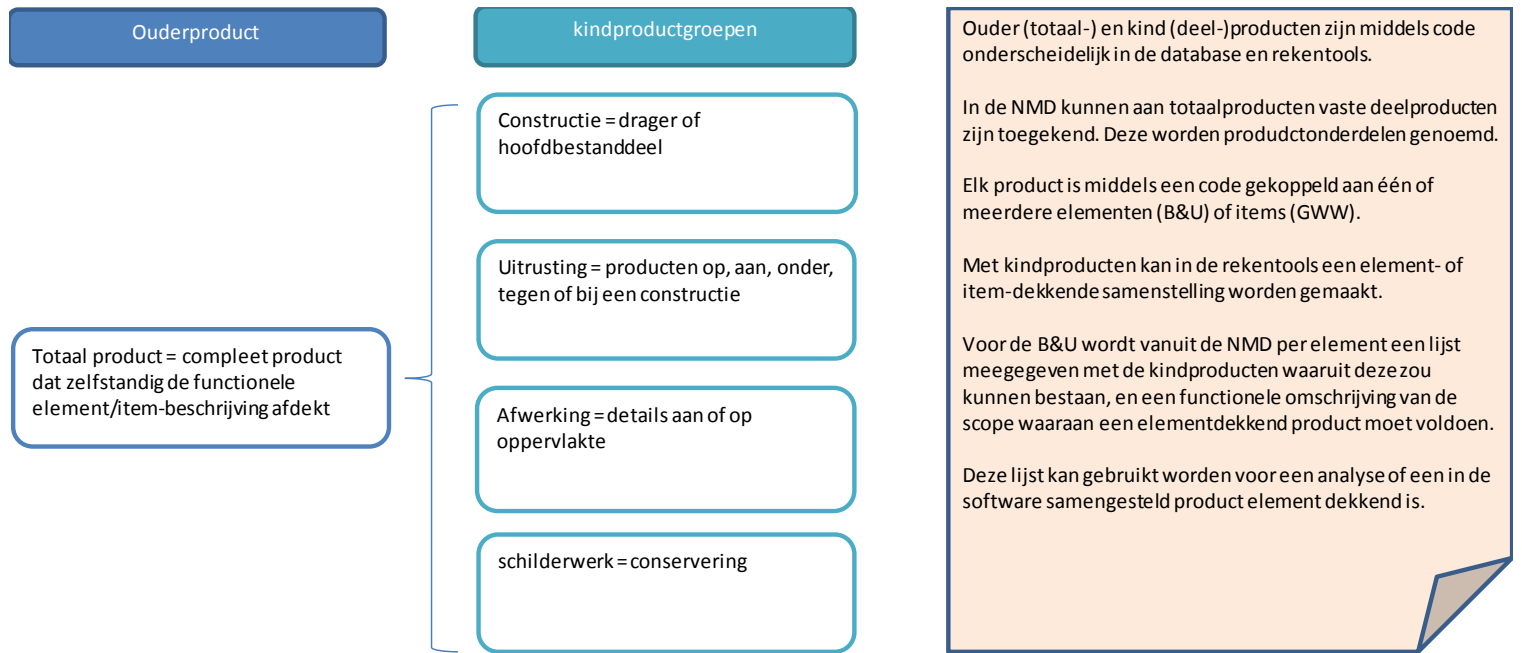 Ouderproduct
kindproductgroepen
Totaal product = compleet product
dat zelfstandig de functionele
element/item-beschrijving afdekt
Constructie = drager of
hoofdbestanddeel
Uitrusting = producten op, aan, onder,
tegen of bij een constructie
Afwerking = details aan of op
oppervlakte
schilderwerk = conservering
Ouder (totaal-) en kind (deel-)producten zijn middels code
onderscheidelijk in de database en rekentools.
In de NMD kunnen aan totaalproducten vaste deelproducten
zijn toegekend. Deze worden produdctonderdelen genoemd.
Elk product is middels een code gekoppeld aan één of
meerdere elementen (B&U) of items (GWW).
Met kindproducten kan in de rekentools een element- of
item-dekkende samenstelling worden gemaakt.
Voor de B&U wordt vanuit de NMD per element een lijst
meegegeven met de kindproducten waaruit deze zou
kunnen bestaan, en een functionele omschrijving van de
scope waaraan een elementdekkend product moet voldoen.
Deze lijst kan gebruikt worden voor een analyse of een in de
software samengesteld product element dekkend is.